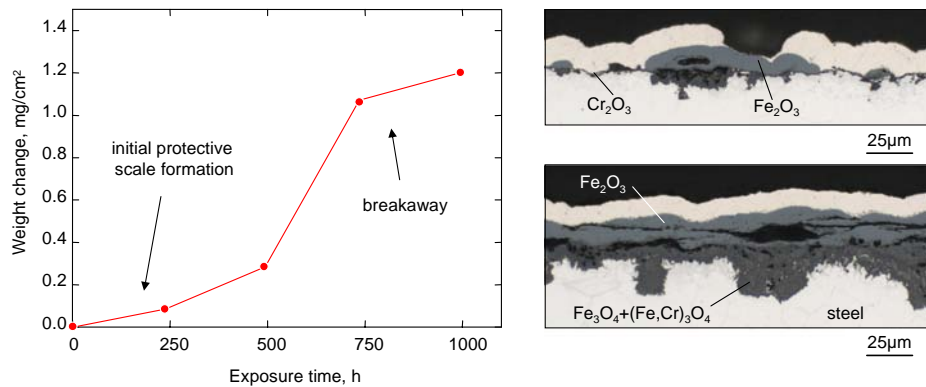 1.4
1.2
1.0
0.8
0.6
0.4
0.2
0.0
Weight change, mg/cm²
initial protective
scale formation
breakaway
0
250
500
750
1000
Exposure time, h
Cr₂O₃
Fe₂O₃
25µm
Fe₂O₃
Fe₃O₄+(Fe,Cr)₃O₄
steel
25µm